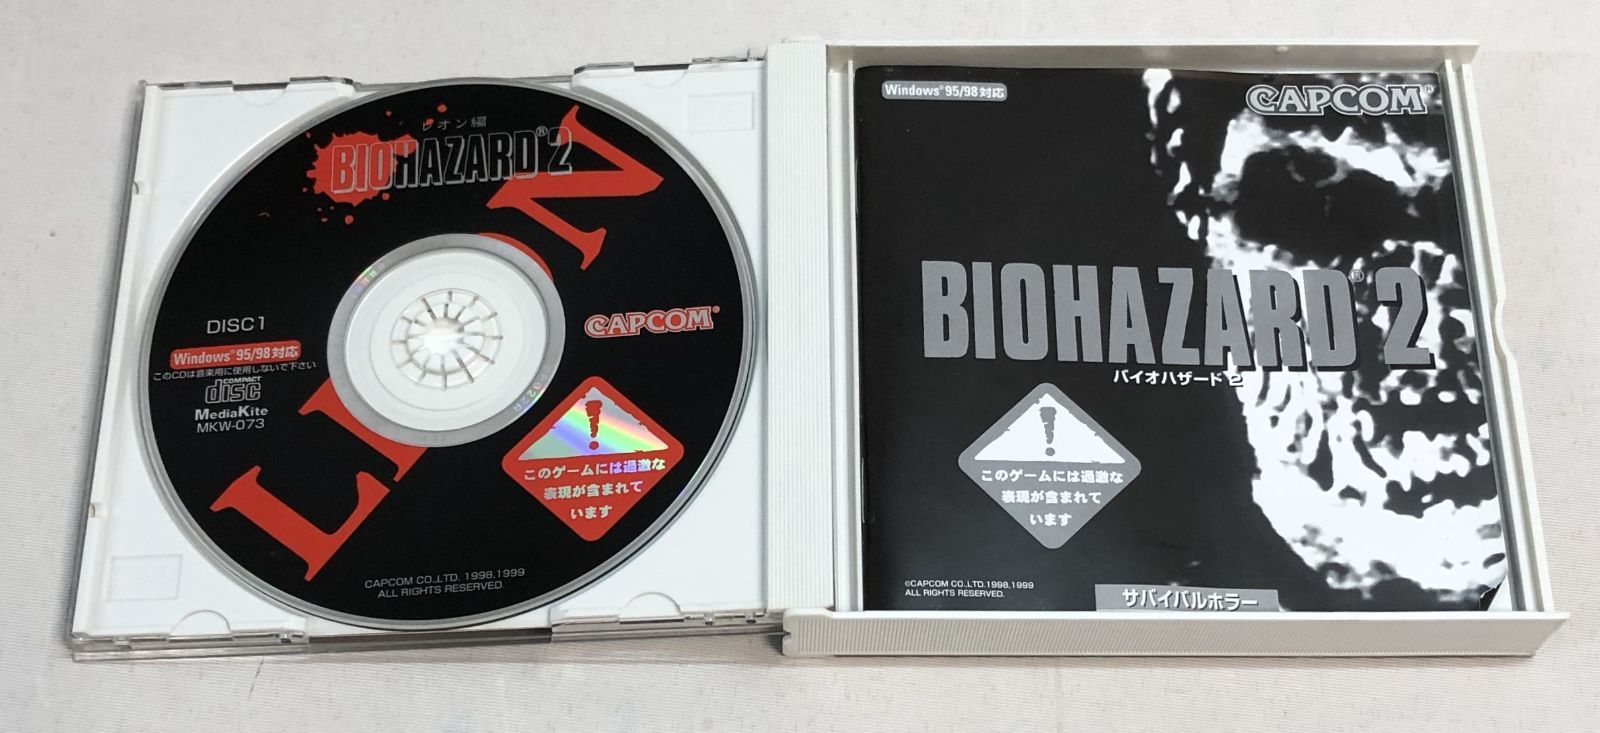 レオン編
BIOHAZARD®2
LEON
CAPCOM®
DISC1
Windows®95/98対応
このCDは音楽用に使用しないで下さい
COMPACT
disc
MediaKite
MKW-073
このゲームには過激な
表現が含まれて
います
CAPCOM CO.,LTD. 1998,1999
ALL RIGHTS RESERVED.
Windows®95/98対応
CAPCOM®
BIOHAZARD®2
バイオハザード2
このゲームには過激な
表現が含まれて
います
©CAPCOM CO.,LTD.1998,1999
ALL RIGHTS RESERVED.
サバイバルホラー